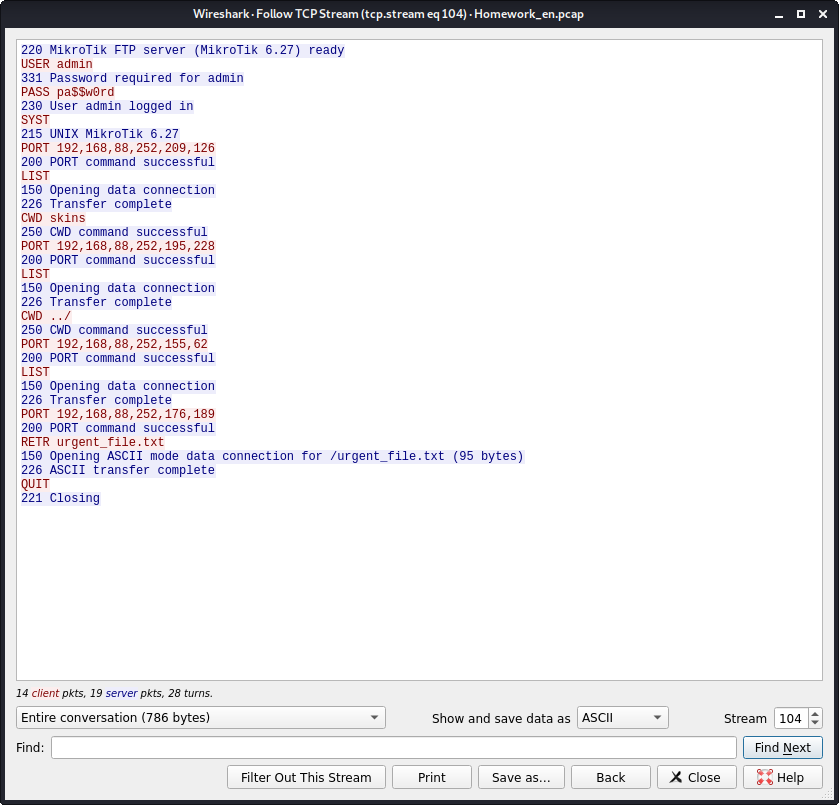 Wireshark · Follow TCP Stream (tcp.stream eq 104) · Homework_en.pcap
220 MikroTik FTP server (MikroTik 6.27) ready
USER admin
331 Password required for admin
PASS pa$$w0rd
230 User admin logged in
SYST
215 UNIX MikroTik 6.27
PORT 192,168,88,252,209,126
200 PORT command successful
LIST
150 Opening data connection
226 Transfer complete
CWD skins
250 CWD command successful
PORT 192,168,88,252,195,228
200 PORT command successful
LIST
150 Opening data connection
226 Transfer complete
CWD ../
250 CWD command successful
PORT 192,168,88,252,155,62
200 PORT command successful
LIST
150 Opening data connection
226 Transfer complete
PORT 192,168,88,252,176,189
200 PORT command successful
RETR urgent_file.txt
150 Opening ASCII mode data connection for /urgent_file.txt (95 bytes)
226 ASCII transfer complete
QUIT
221 Closing
14 client pkts, 19 server pkts, 28 turns.
Entire conversation (786 bytes) Show and save data as ASCII Stream 104
Find: Find Next
Filter Out This Stream Print Save as... Back Close Help